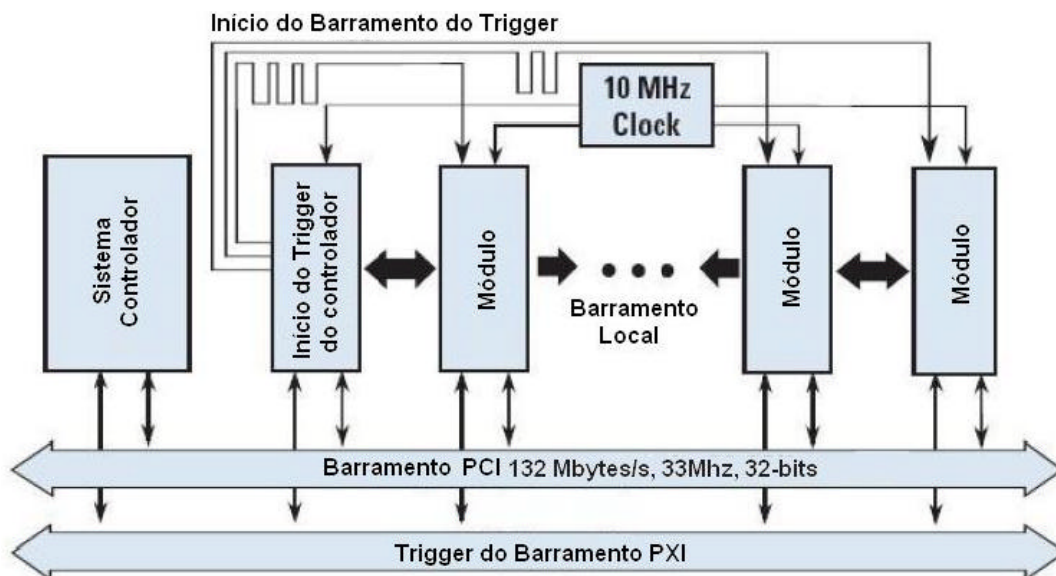 Início do Barramento do Trigger
10 MHz
Clock
Sistema
Controlador
Início do Trigger
do controlador
Módulo
Barramento
Local
Módulo
Módulo
Barramento PCI 132 Mbytes/s, 33Mhz, 32-bits
Trigger do Barramento PXI